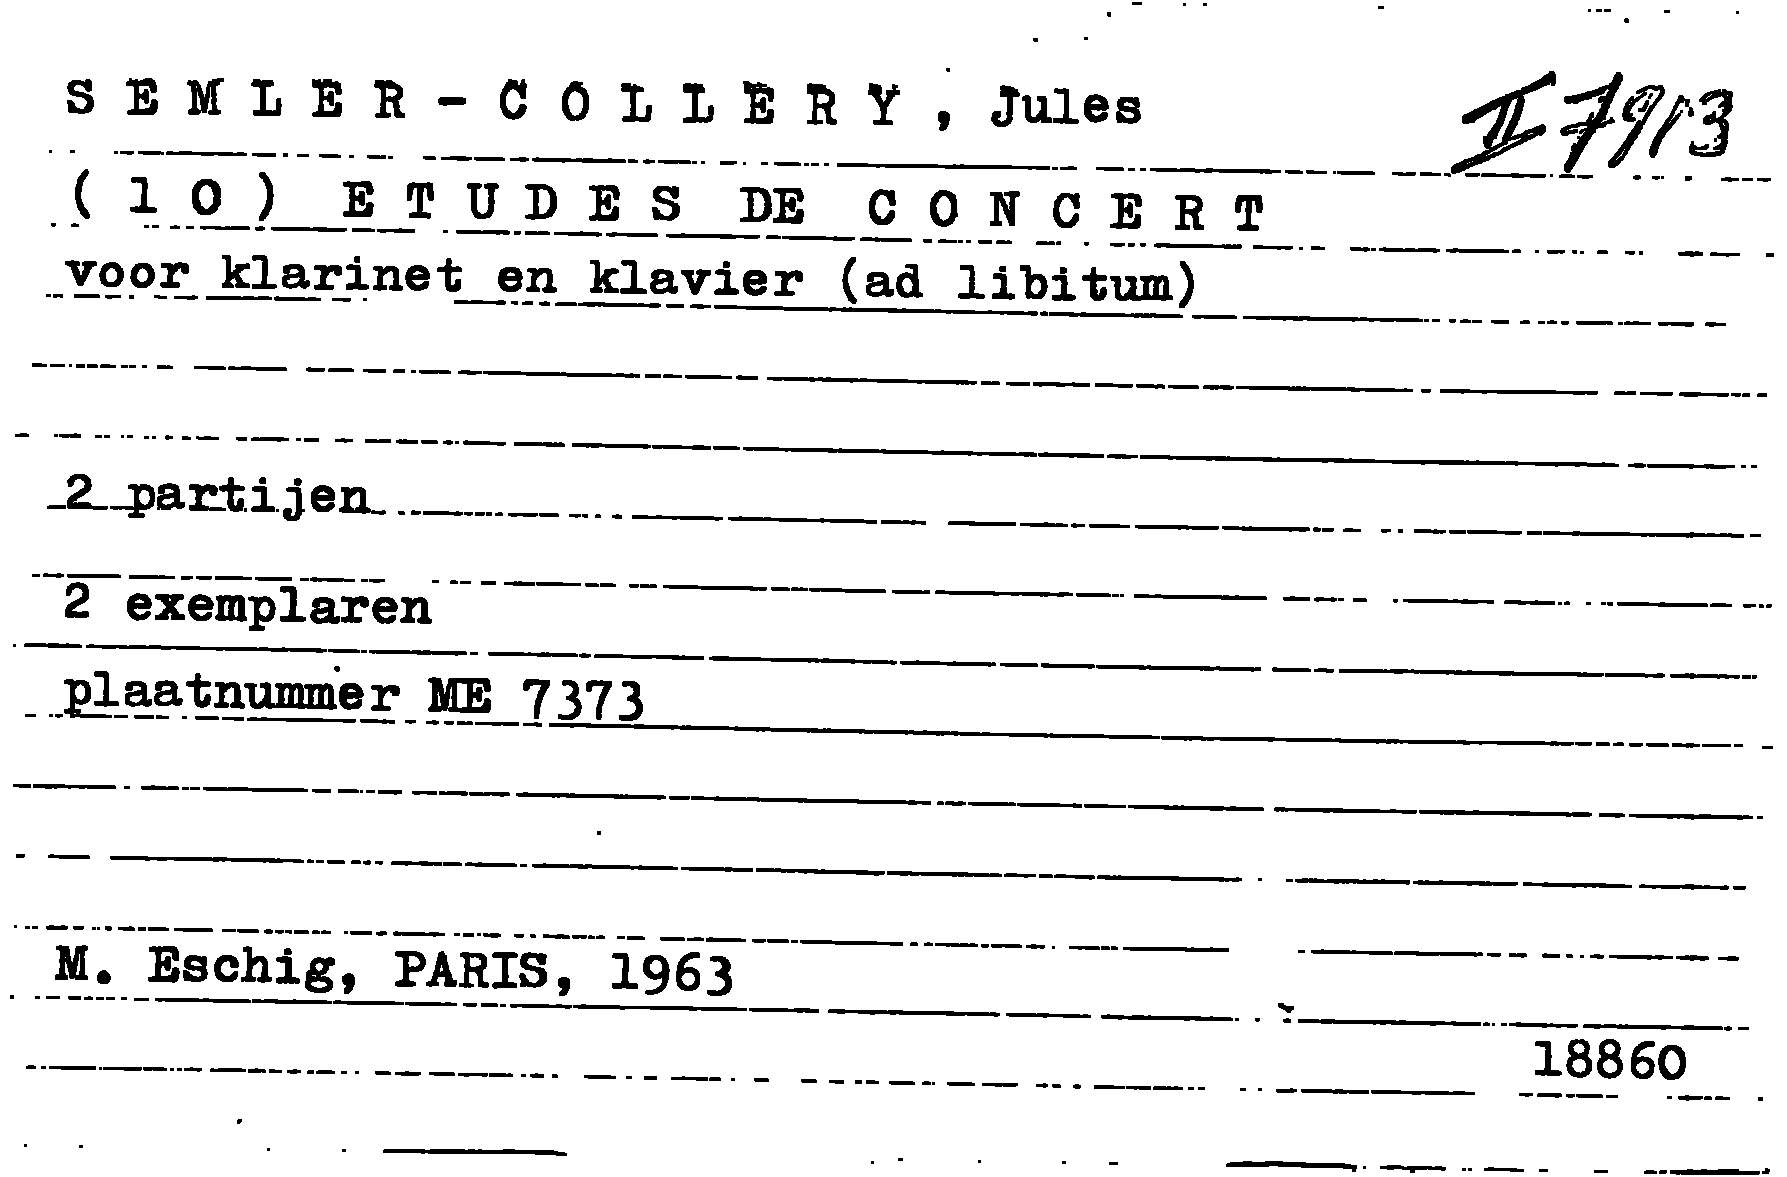 SEMLER-COLLERY, Jules
II 7913
(10) ETUDES DE CONCERT
voor klarinet en klavier (ad libitum)
2 partijen
2 exemplaren
plaatnummer ME 7373
M. Eschig, PARIS, 1963
18860